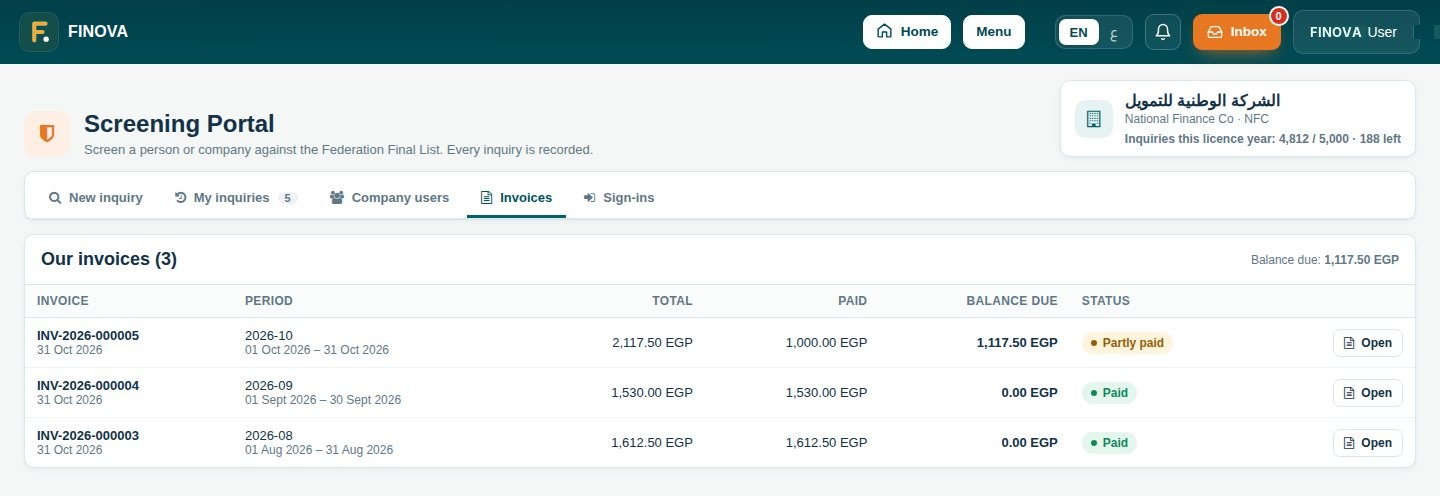 FINOVA
Home
Menu
EN ع
0
Inbox
FINOVA User
Screening Portal
Screen a person or company against the Federation Final List. Every inquiry is recorded.
الشركة الوطنية للتمويل
National Finance Co · NFC
Inquiries this licence year: 4,812 / 5,000 · 188 left
New inquiry
My inquiries 5
Company users
Invoices
Sign-ins
Our invoices (3)
Balance due: 1,117.50 EGP
INVOICE PERIOD TOTAL PAID BALANCE DUE STATUS
INV-2026-000005 2026-10 2,117.50 EGP 1,000.00 EGP 1,117.50 EGP Partly paid Open
31 Oct 2026 01 Oct 2026 – 31 Oct 2026
INV-2026-000004 2026-09 1,530.00 EGP 1,530.00 EGP 0.00 EGP Paid Open
31 Oct 2026 01 Sept 2026 – 30 Sept 2026
INV-2026-000003 2026-08 1,612.50 EGP 1,612.50 EGP 0.00 EGP Paid Open
31 Oct 2026 01 Aug 2026 – 31 Aug 2026